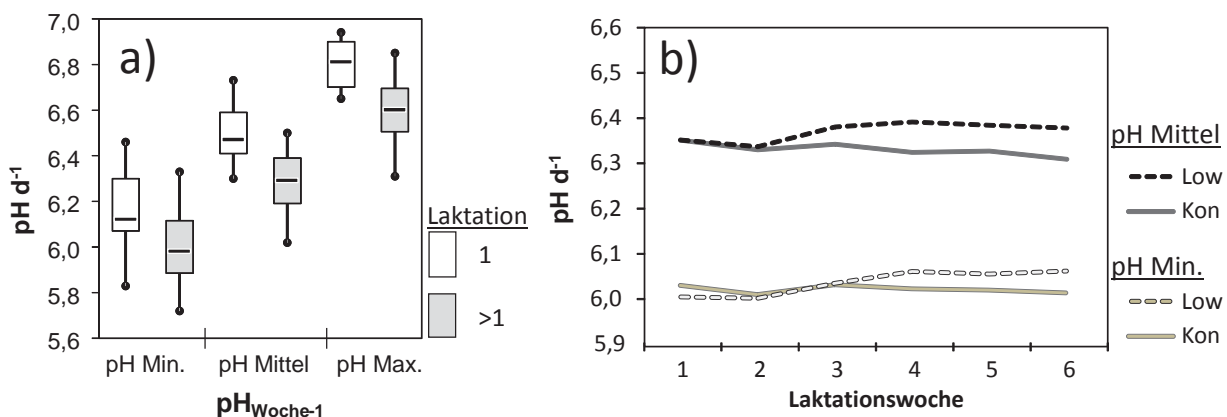 a)
7,0
6,8
6,6
6,4
6,2
6,0
5,8
5,6
pH d-1
pH Min.
pH Mittel
pH Max.
pHWoche-1
Laktation
1
>1
b)
6,7
6,6
6,5
6,4
6,3
6,2
6,1
6,0
5,9
pH d-1
1 2 3 4 5 6
Laktationswoche
pH Mittel
Low
Kon
pH Min.
Low
Kon